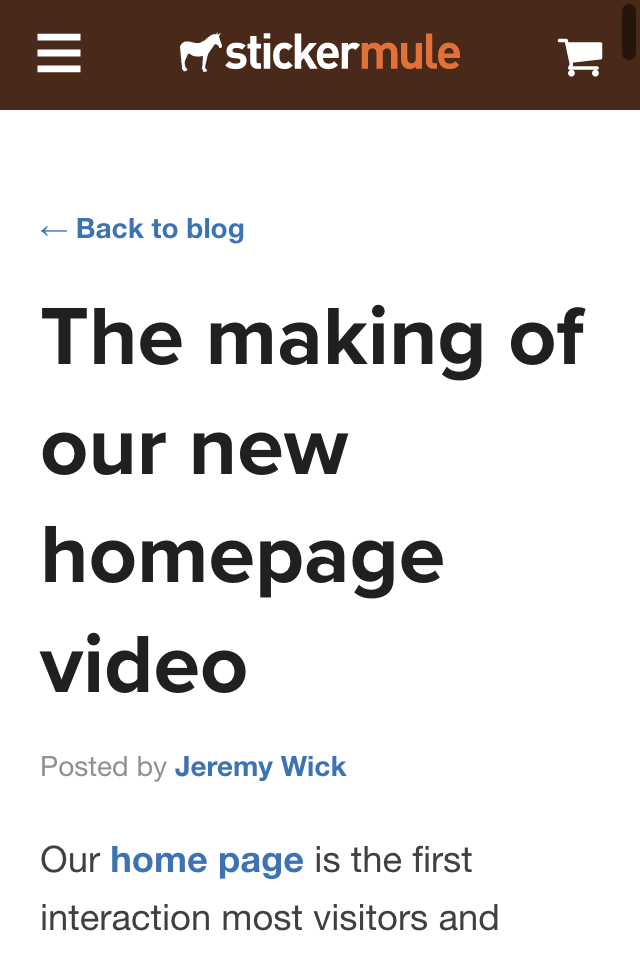 stickermule
← Back to blog
The making of
our new
homepage
video
Posted by Jeremy Wick
Our home page is the first
interaction most visitors and